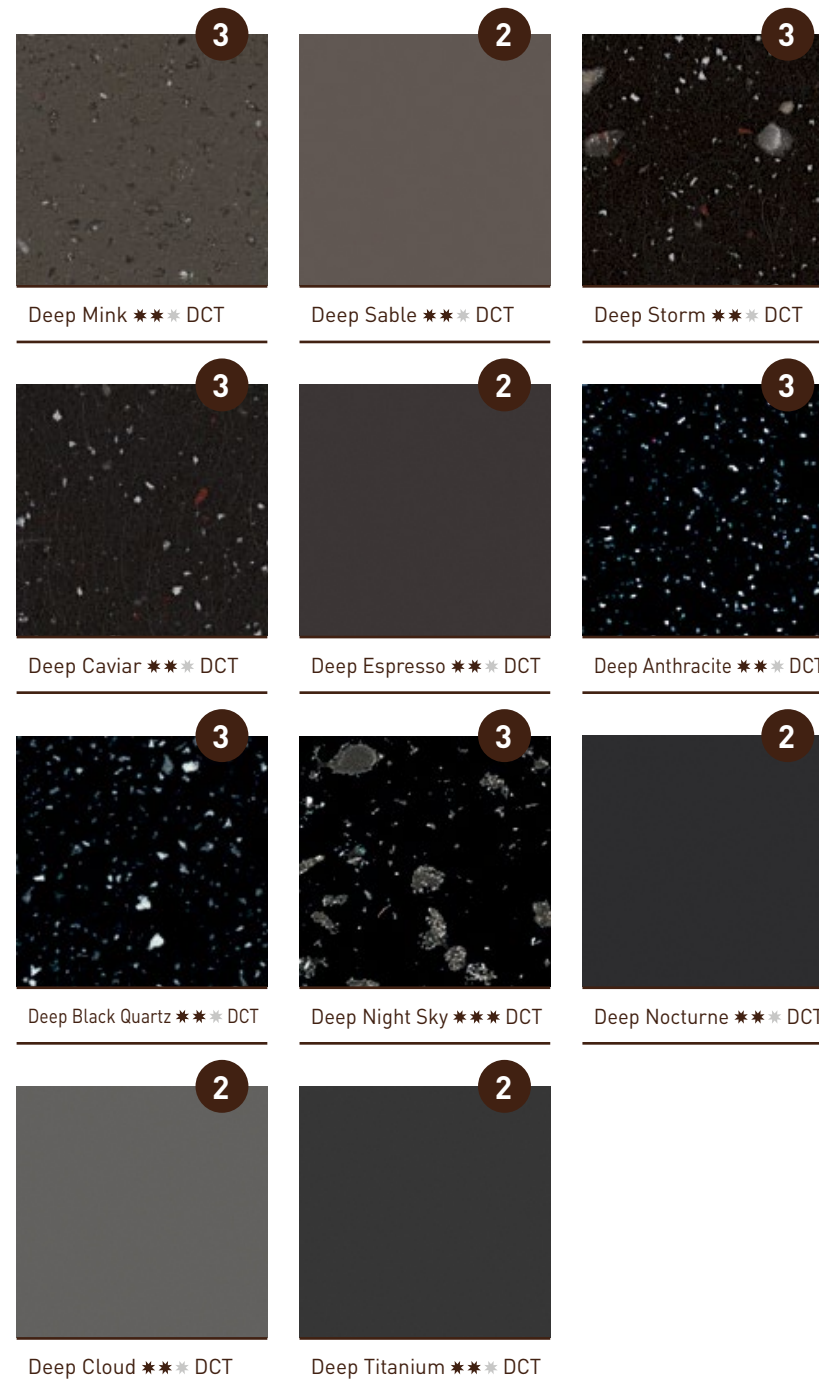 3 2 3
Deep Mink ✷✷✷ DCT
Deep Sable ✷✷✷ DCT
Deep Storm ✷✷✷ DCT
3 2 3
Deep Caviar ✷✷✷ DCT
Deep Espresso ✷✷✷ DCT
Deep Anthracite ✷✷✷ DCT
3 3 2
Deep Black Quartz ✷✷✷ DCT
Deep Night Sky ✷✷✷ DCT
Deep Nocturne ✷✷✷ DCT
2 2
Deep Cloud ✷✷✷ DCT
Deep Titanium ✷✷✷ DCT